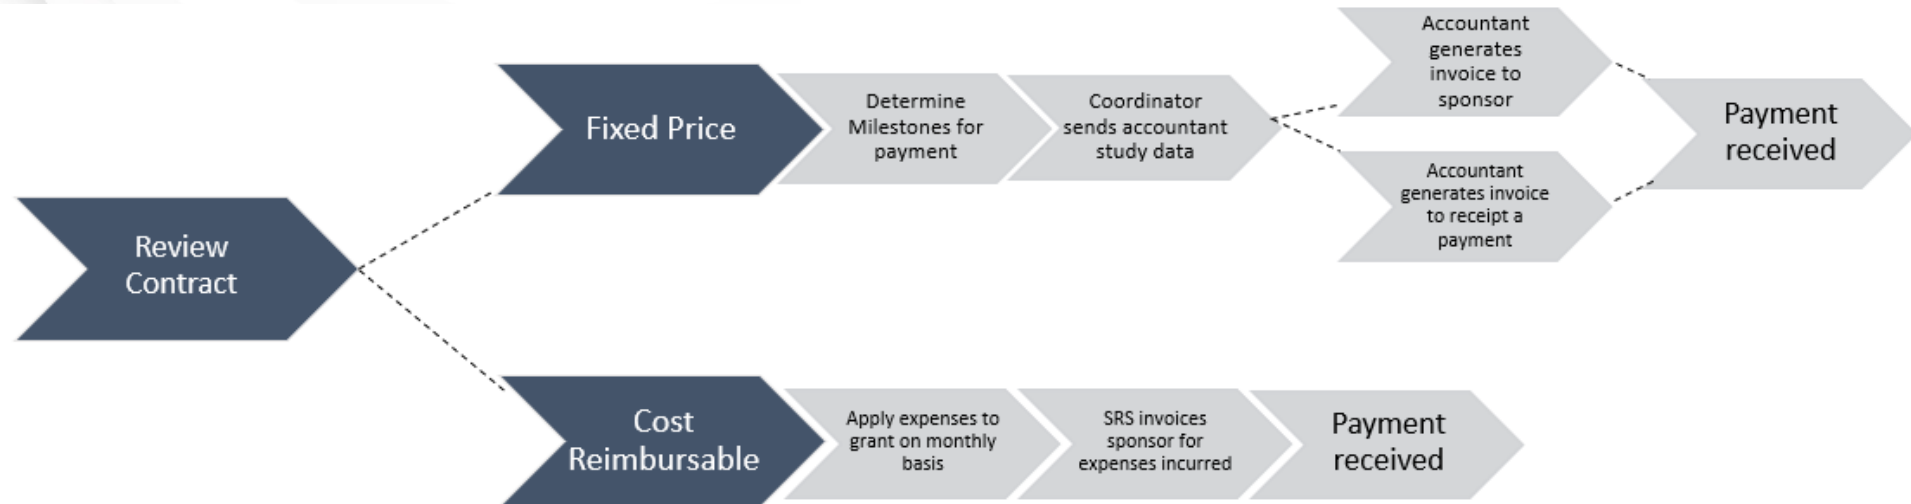 Review
Contract
Fixed Price
Determine
Milestones for
payment
Coordinator
sends accountant
study data
Accountant
generates
invoice to
sponsor
Accountant
generates invoice
to receipt a
payment
Payment
received
Cost
Reimbursable
Apply expenses to
grant on monthly
basis
SRS invoices
sponsor for
expenses incurred
Payment
received